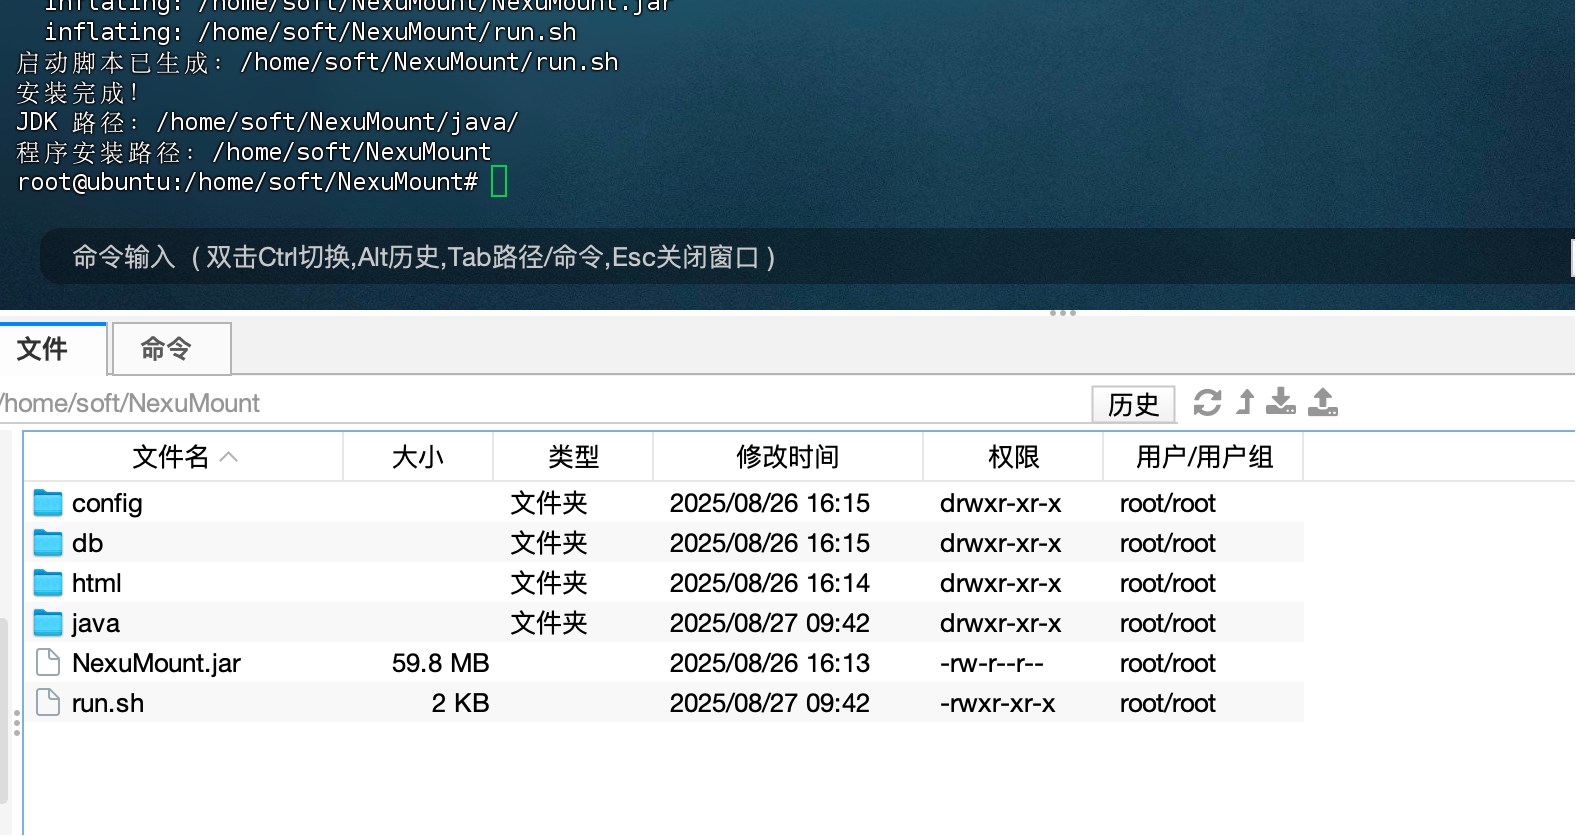 inflating: /home/soft/NexuMount/NexuMount.jar
inflating: /home/soft/NexuMount/run.sh
启动脚本已生成：/home/soft/NexuMount/run.sh
安装完成！
JDK 路径：/home/soft/NexuMount/java/
程序安装路径：/home/soft/NexuMount
root@ubuntu:/home/soft/NexuMount#
命令输入（双击Ctrl切换,Alt历史,Tab路径/命令,Esc关闭窗口）
文件 命令
/home/soft/NexuMount 历史
文件名 大小 类型 修改时间 权限 用户/用户组
config 文件夹 2025/08/26 16:15 drwxr-xr-x root/root
db 文件夹 2025/08/26 16:15 drwxr-xr-x root/root
html 文件夹 2025/08/26 16:14 drwxr-xr-x root/root
java 文件夹 2025/08/27 09:42 drwxr-xr-x root/root
NexuMount.jar 59.8 MB 2025/08/26 16:13 -rw-r--r-- root/root
run.sh 2 KB 2025/08/27 09:42 -rwxr-xr-x root/root